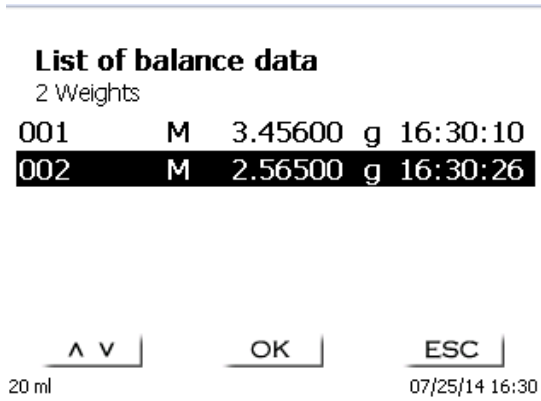 List of balance data
2 Weights
001 M 3.45600 g 16:30:10
002 M 2.56500 g 16:30:26
∧ ∨ OK ESC
20 ml 07/25/14 16:30